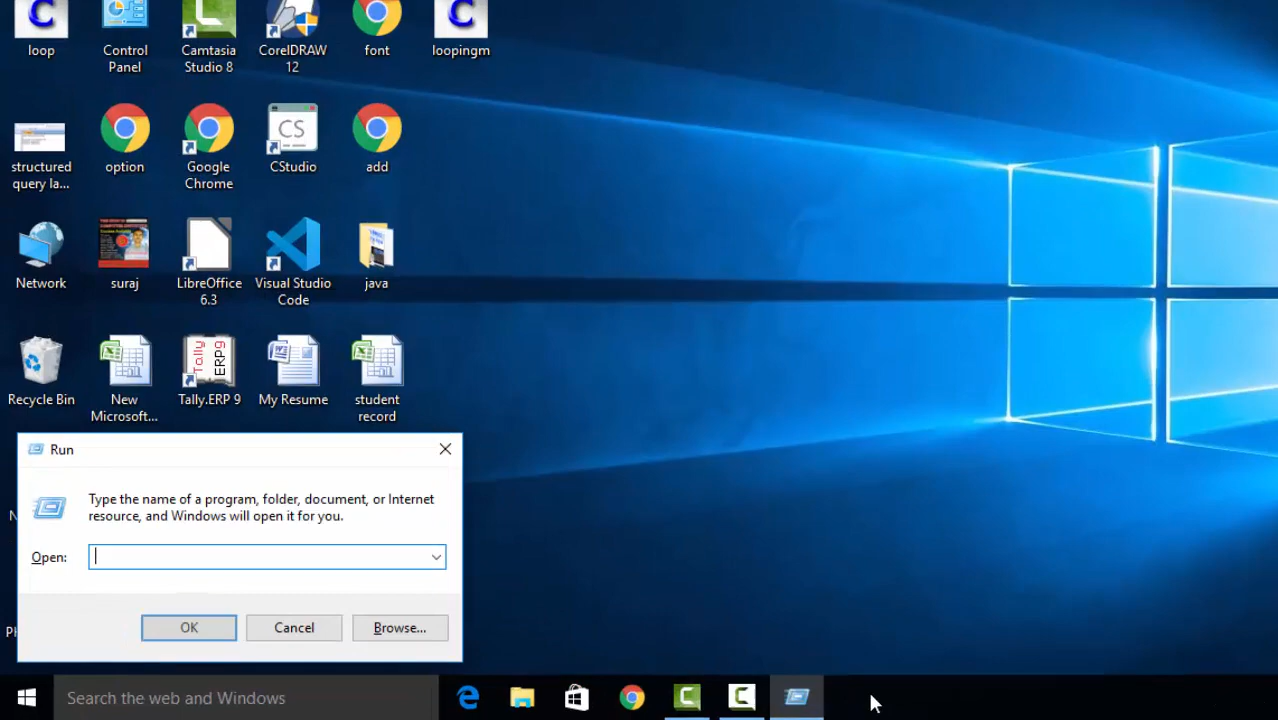 loop
Control
Panel
Camtasia
Studio 8
CorelDRAW
12
font
loopingm
structured
query la...
option
Google
Chrome
CS
CStudio
add
Network
suraj
LibreOffice
6.3
Visual Studio
Code
java
Recycle Bin
New
Microsoft...
Tally
ERP9
Tally.ERP 9
My Resume
student
record
Run
Type the name of a program, folder, document, or Internet
resource, and Windows will open it for you.
Open:
OK
Cancel
Browse...
Search the web and Windows